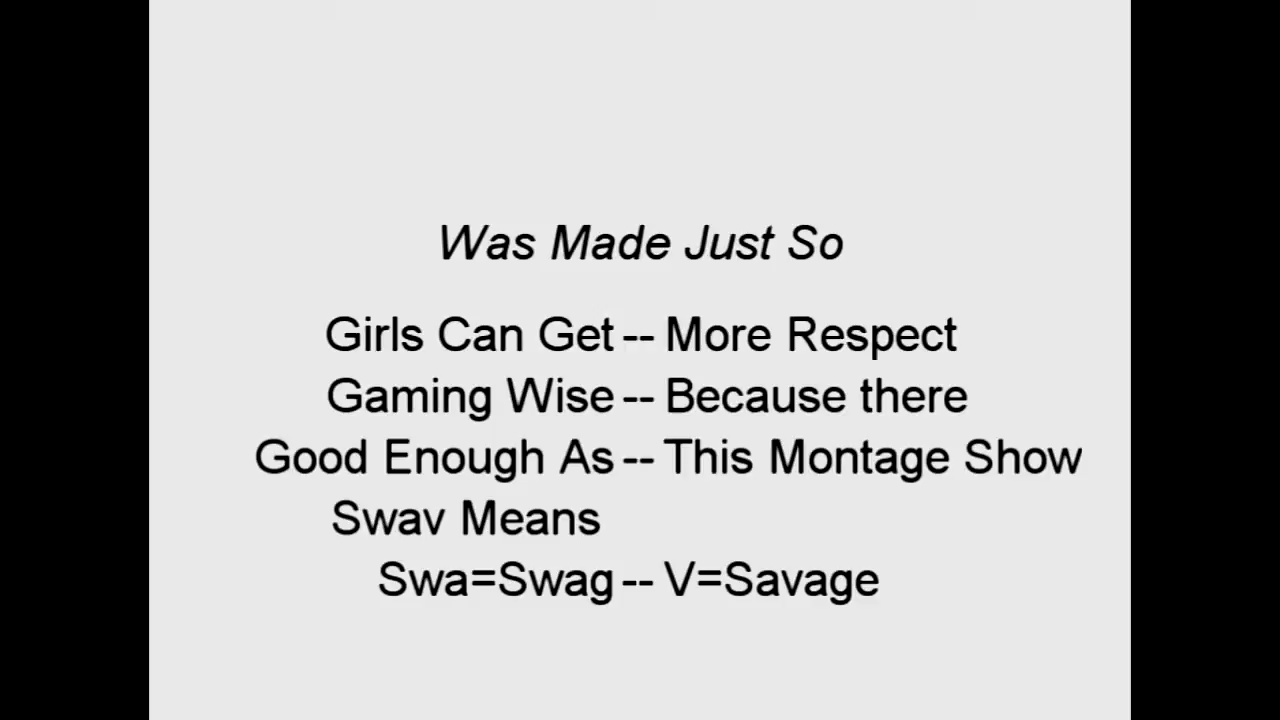 Was Made Just So
Girls Can Get -- More Respect
Gaming Wise -- Because there
Good Enough As -- This Montage Show
Swav Means
Swa=Swag -- V=Savage